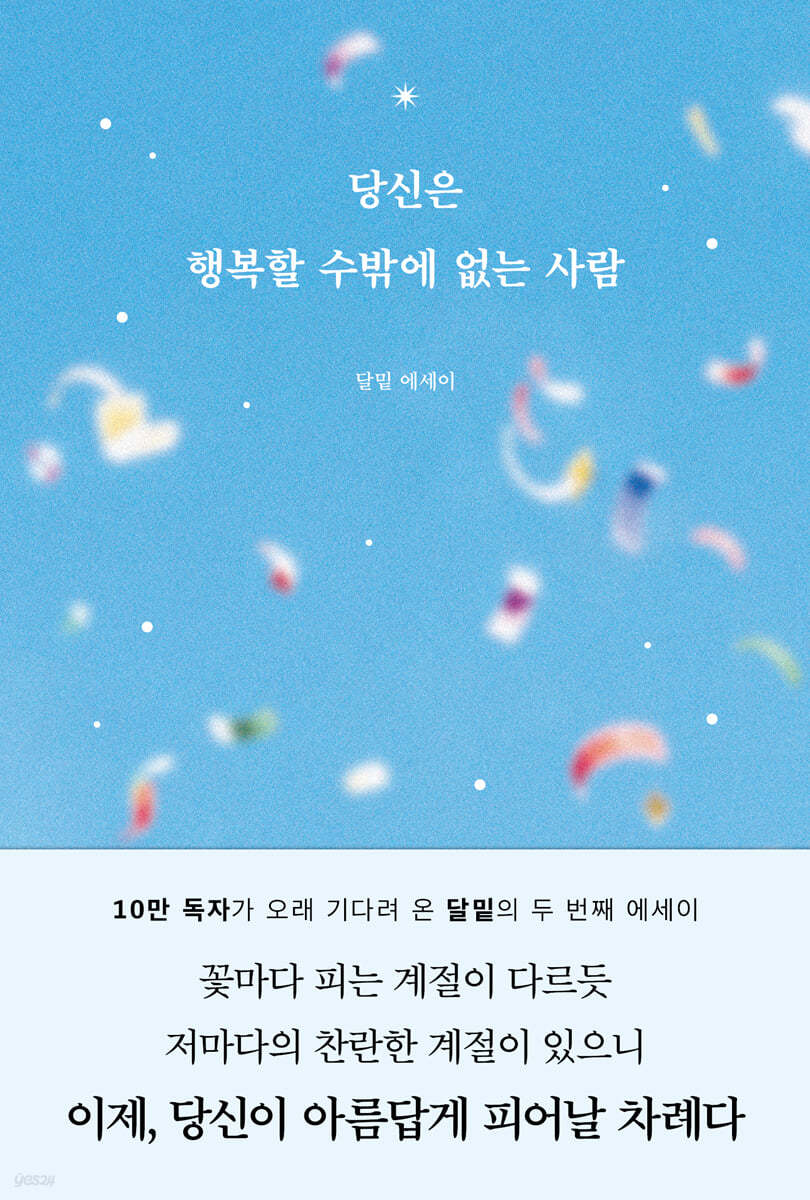 당신은
행복할 수밖에 없는 사람
달밑 에세이
10만 독자가 오래 기다려 온 달밑의 두 번째 에세이
꽃마다 피는 계절이 다르듯
저마다의 찬란한 계절이 있으니
이제, 당신이 아름답게 피어날 차례다
yes24